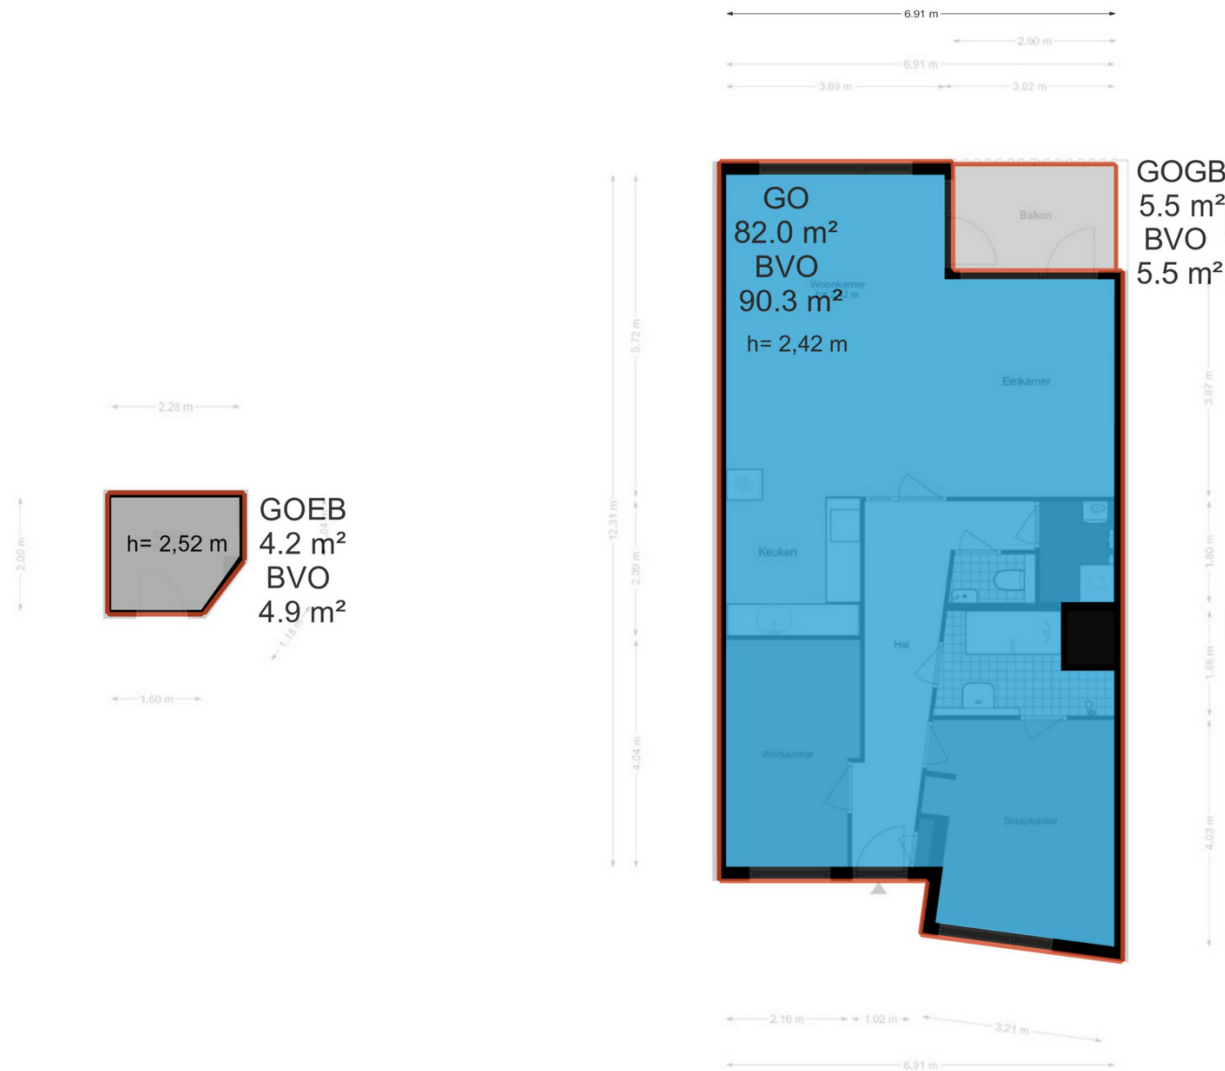 6.91 m
2.90 m
6.91 m
3.89 m
3.02 m
GO
82.0 m²
BVO
90.3 m²
Woonkamer
h= 2,42 m
Balkon
GOGB
5.5 m²
BVO
5.5 m²
Eetkamer
5.72 m
12.31 m
2.39 m
4.04 m
3.87 m
1.80 m
1.86 m
4.03 m
2.28 m
2.00 m
h= 2,52 m
GOEB
4.2 m²
BVO
4.9 m²
1.18 m
1.60 m
Keuken
Hal
Werkkamer
Slaapkamer
2.16 m
1.02 m
3.21 m
6.91 m